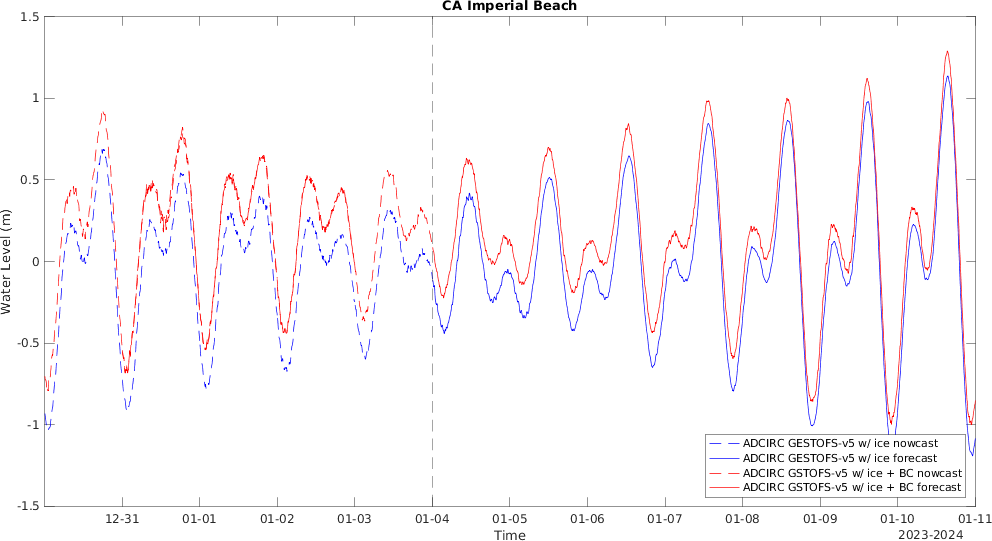 CA Imperial Beach
1.5
1
0.5
0
-0.5
-1
-1.5
Water Level (m)
12-31 01-01 01-02 01-03 01-04 01-05 01-06 01-07 01-08 01-09 01-10 01-11
Time
2023-2024
ADCIRC GESTOFS-v5 w/ ice nowcast
ADCIRC GESTOFS-v5 w/ ice forecast
ADCIRC GSTOFS-v5 w/ ice + BC nowcast
ADCIRC GSTOFS-v5 w/ ice + BC forecast